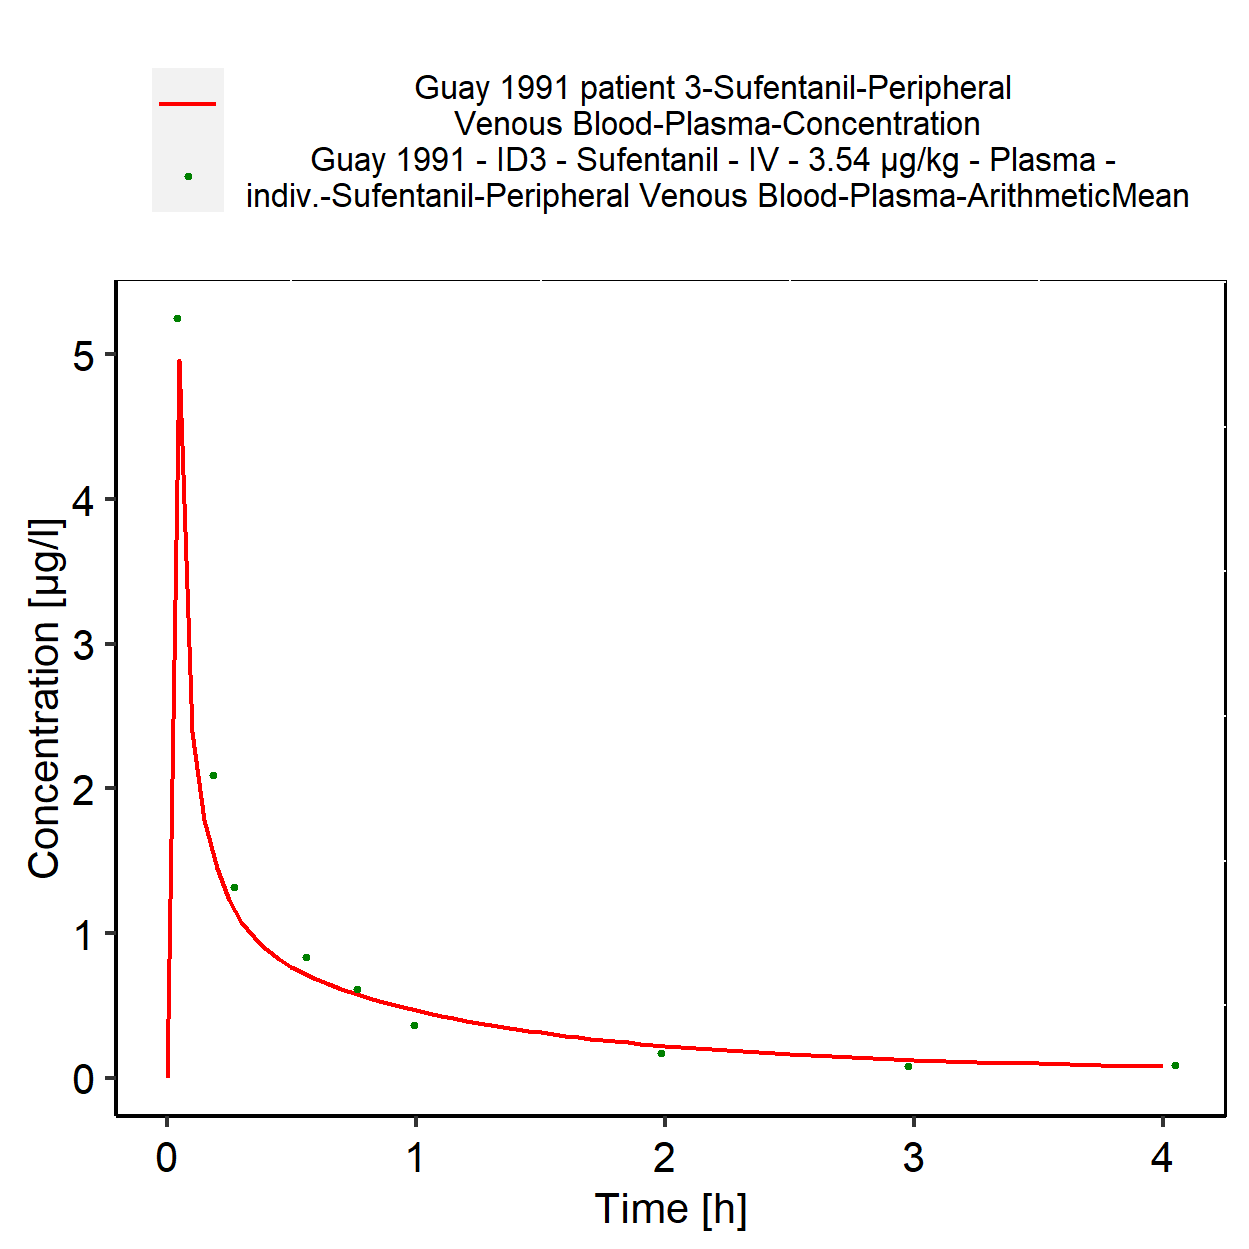 Guay 1991 patient 3-Sufentanil-Peripheral
Venous Blood-Plasma-Concentration
Guay 1991 - ID3 - Sufentanil - IV - 3.54 µg/kg - Plasma -
indiv.-Sufentanil-Peripheral Venous Blood-Plasma-ArithmeticMean
5
4
3
2
1
0
Concentration [µg/l]
0 1 2 3 4
Time [h]